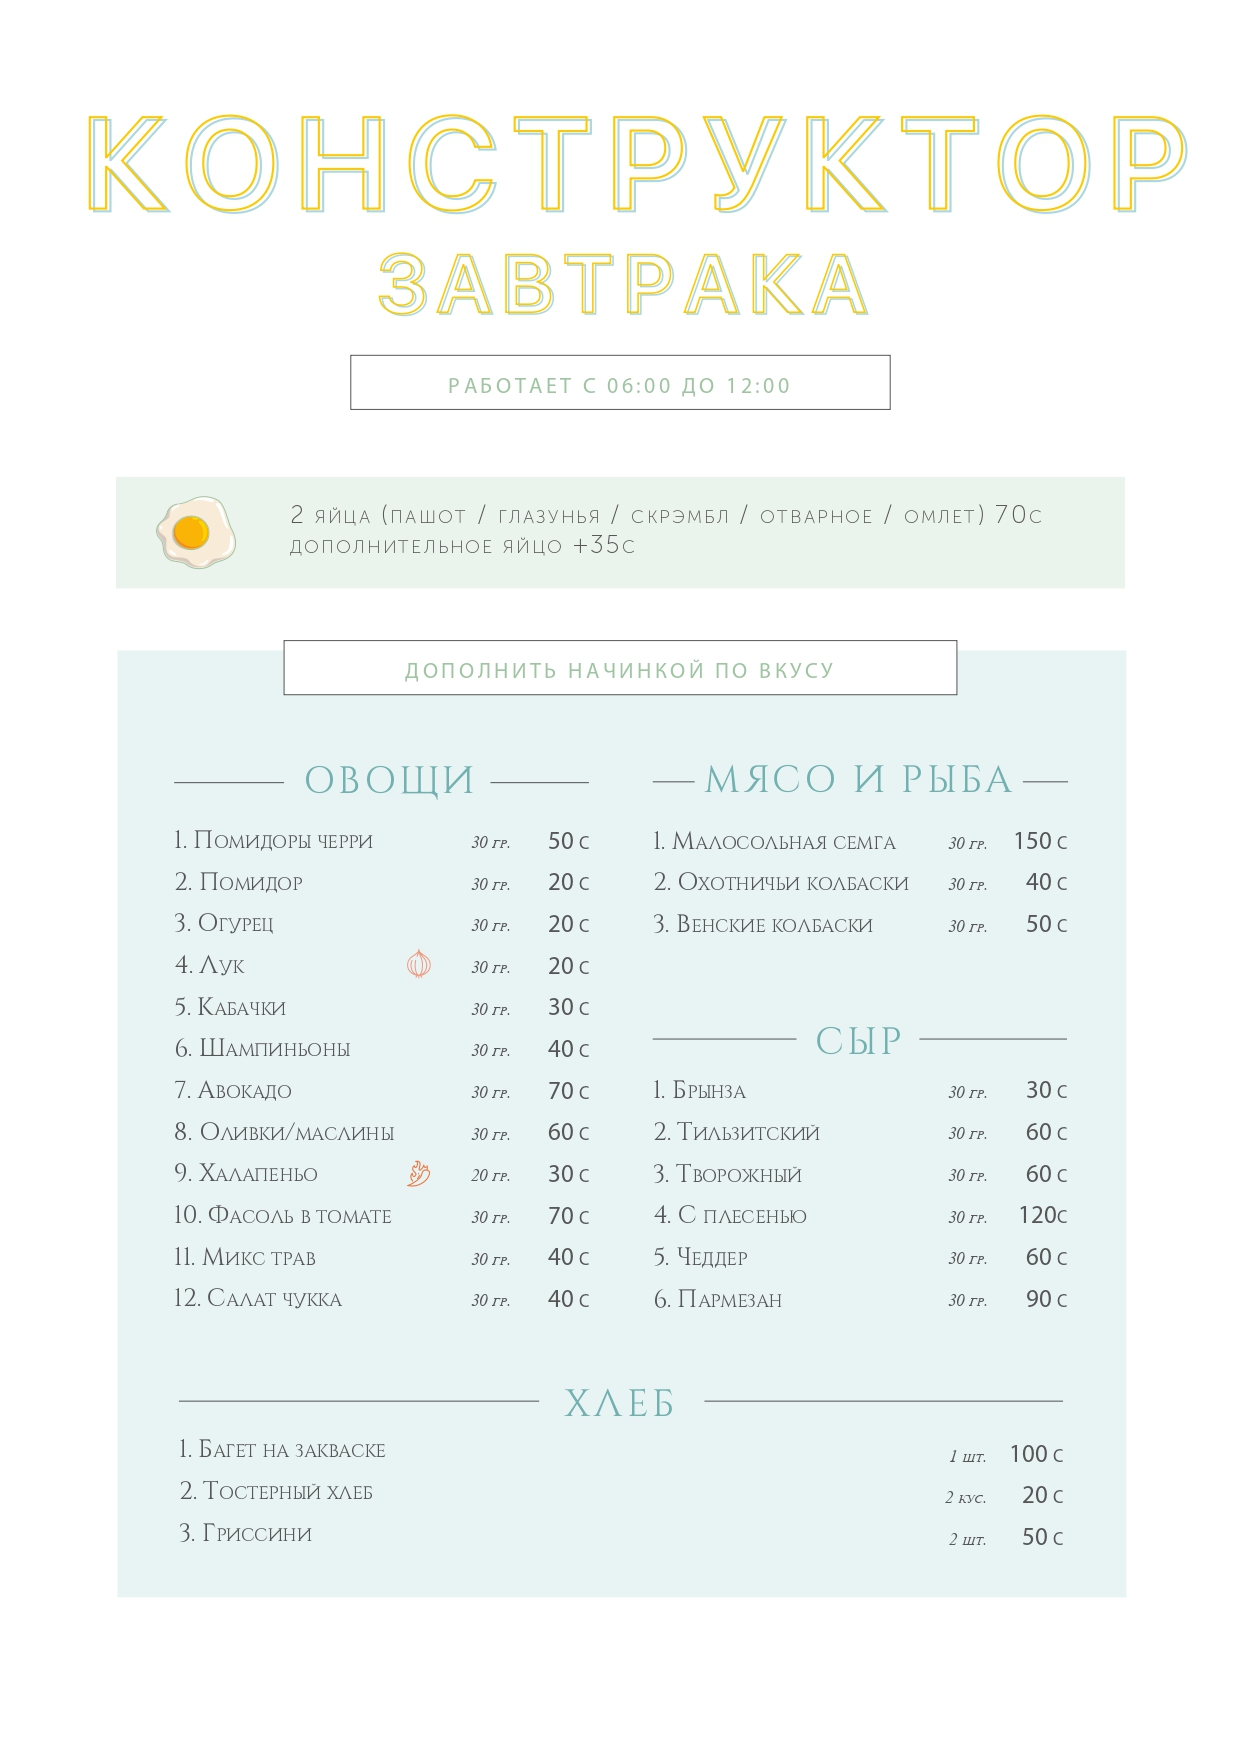 КОНСТРУКТОР
ЗАВТРАКА
РАБОТАЕТ С 06:00 ДО 12:00
2 яйца (пашот / глазунья / скрэмбл / отварное / омлет) 70с
дополнительное яйцо +35с
ДОПОЛНИТЬ НАЧИНКОЙ ПО ВКУСУ
ОВОЩИ
1. Помидоры черри 30 гр. 50 с
2. Помидор 30 гр. 20 с
3. Огурец 30 гр. 20 с
4. Лук 30 гр. 20 с
5. Кабачки 30 гр. 30 с
6. Шампиньоны 30 гр. 40 с
7. Авокадо 30 гр. 70 с
8. Оливки/маслины 30 гр. 60 с
9. Халапеньо 20 гр. 30 с
10. Фасоль в томате 30 гр. 70 с
11. Микс трав 30 гр. 40 с
12. Салат чукка 30 гр. 40 с
МЯСО И РЫБА
1. Малосольная семга 30 гр. 150 с
2. Охотничьи колбаски 30 гр. 40 с
3. Венские колбаски 30 гр. 50 с
СЫР
1. Брынза 30 гр. 30 с
2. Тильзитский 30 гр. 60 с
3. Творожный 30 гр. 60 с
4. С плесенью 30 гр. 120с
5. Чеддер 30 гр. 60 с
6. Пармезан 30 гр. 90 с
ХЛЕБ
1. Багет на закваске 1 шт. 100 с
2. Тостерный хлеб 2 кус. 20 с
3. Гриссини 2 шт. 50 с